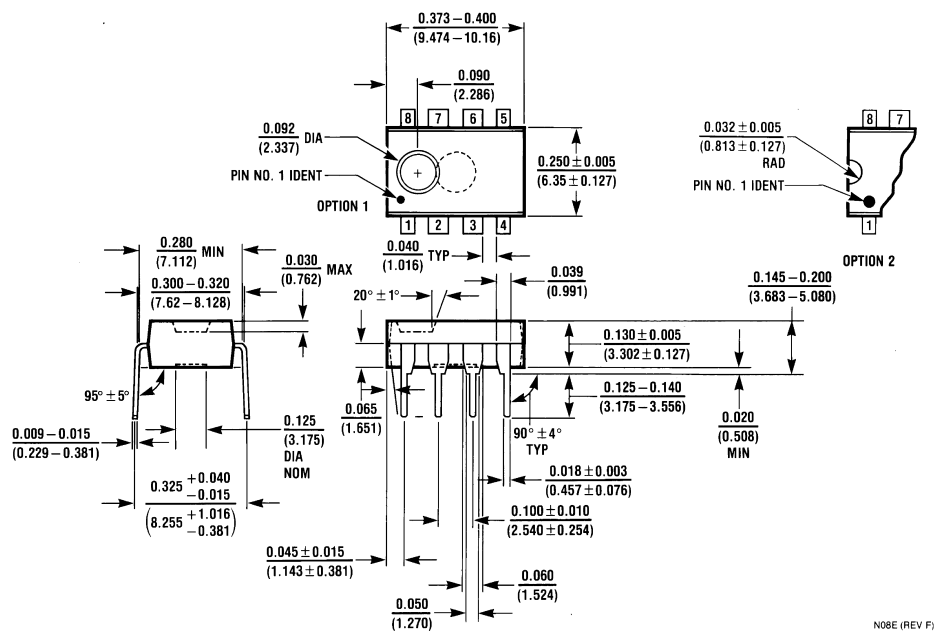 0.373 – 0.400
(9.474 – 10.16)
0.090
(2.286)
8 7 6 5
0.092 DIA
(2.337)
PIN NO. 1 IDENT
OPTION 1
1 2 3 4
0.250 ± 0.005
(6.35 ± 0.127)
0.032 ± 0.005
(0.813 ± 0.127)
RAD
PIN NO. 1 IDENT
8 7
1
OPTION 2
0.280 MIN
(7.112)
0.300 – 0.320
(7.62 – 8.128)
0.030 MAX
(0.762)
0.040 TYP
(1.016)
0.039
(0.991)
0.145 – 0.200
(3.683 – 5.080)
20° ± 1°
0.130 ± 0.005
(3.302 ± 0.127)
95° ± 5°
0.065
(1.651)
0.125 – 0.140
(3.175 – 3.556)
0.020
(0.508)
MIN
0.009 – 0.015
(0.229 – 0.381)
0.125
(3.175)
DIA
NOM
90° ± 4°
TYP
0.018 ± 0.003
(0.457 ± 0.076)
0.325 +0.040
–0.015
(8.255 +1.016
–0.381)
0.100 ± 0.010
(2.540 ± 0.254)
0.045 ± 0.015
(1.143 ± 0.381)
0.060
(1.524)
0.050
(1.270)
N08E (REV F)